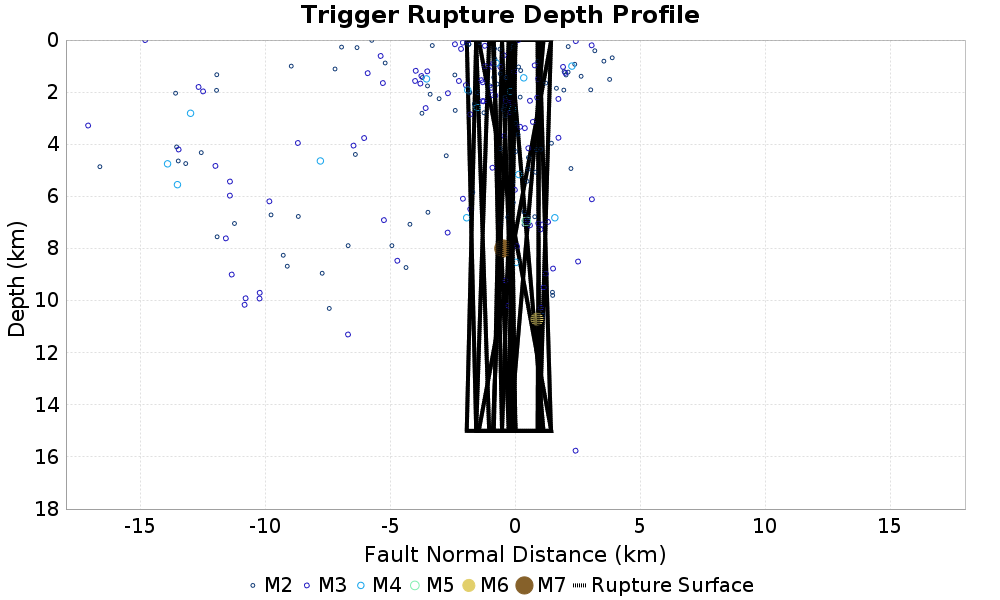 Trigger Rupture Depth Profile
0
2
4
6
8
10
12
14
16
18
Depth (km)
-15 -10 -5 0 5 10 15
Fault Normal Distance (km)
M2 M3 M4 M5 M6 M7 Rupture Surface